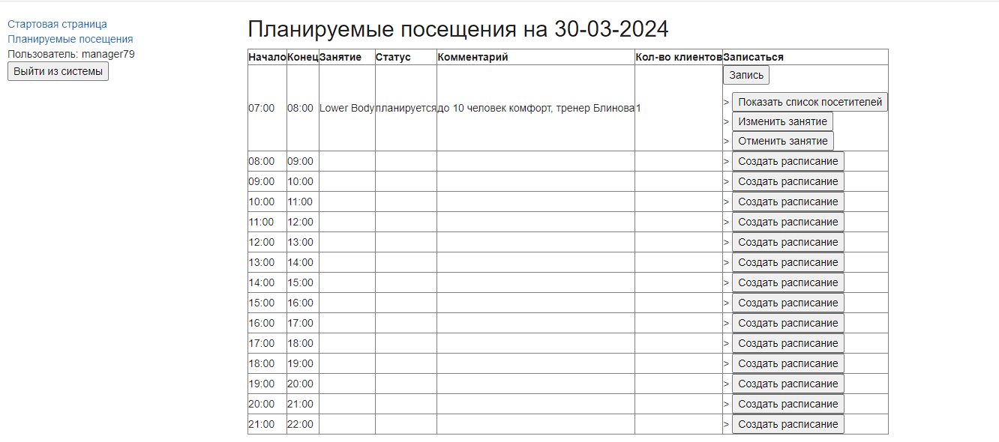 Стартовая страница
Планируемые посещения
Пользователь: manager79
Выйти из системы
Планируемые посещения на 30-03-2024
Начало Конец Занятие Статус Комментарий Кол-во клиентов Записаться
07:00 08:00 Lower Body планируется до 10 человек комфорт, тренер Блинова 1
Запись
> Показать список посетителей
> Изменить занятие
> Отменить занятие
08:00 09:00 > Создать расписание
09:00 10:00 > Создать расписание
10:00 11:00 > Создать расписание
11:00 12:00 > Создать расписание
12:00 13:00 > Создать расписание
13:00 14:00 > Создать расписание
14:00 15:00 > Создать расписание
15:00 16:00 > Создать расписание
16:00 17:00 > Создать расписание
17:00 18:00 > Создать расписание
18:00 19:00 > Создать расписание
19:00 20:00 > Создать расписание
20:00 21:00 > Создать расписание
21:00 22:00 > Создать расписание